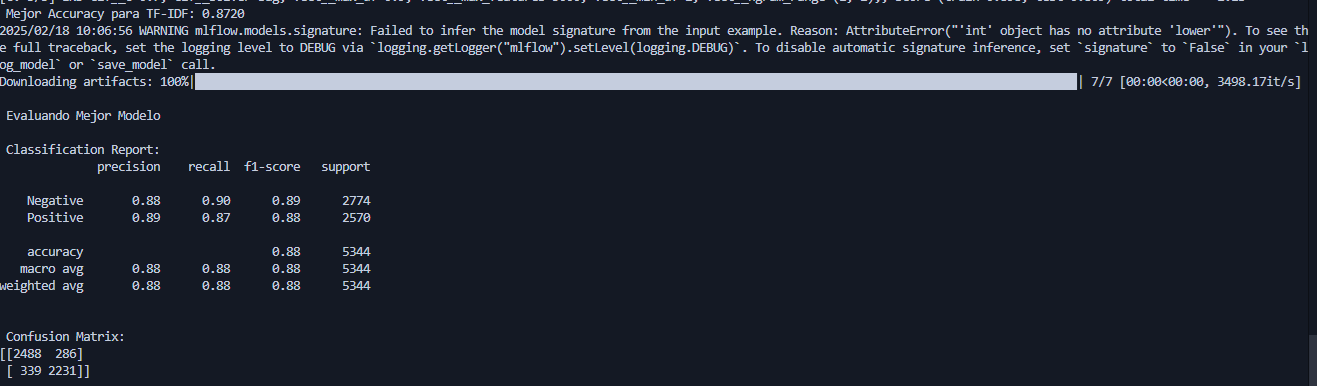 Mejor Accuracy para TF-IDF: 0.8720
2025/02/18 10:06:56 WARNING mlflow.models.signature: Failed to infer the model signature from the input example. Reason: AttributeError("'int' object has no attribute 'lower'"). To see th
e full traceback, set the logging level to DEBUG via `logging.getLogger("mlflow").setLevel(logging.DEBUG)`. To disable automatic signature inference, set `signature` to `False` in your `l
og_model` or `save_model` call.
Downloading artifacts: 100%| | 7/7 [00:00<00:00, 3498.17it/s]
Evaluando Mejor Modelo
Classification Report:
precision recall f1-score support
Negative 0.88 0.90 0.89 2774
Positive 0.89 0.87 0.88 2570
accuracy 0.88 5344
macro avg 0.88 0.88 0.88 5344
weighted avg 0.88 0.88 0.88 5344
Confusion Matrix:
[[2488 286]
[ 339 2231]]